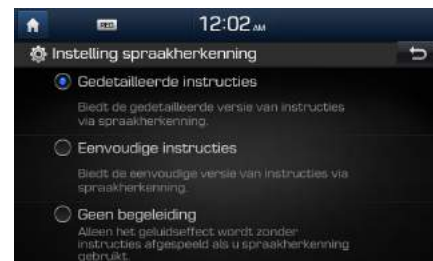 12:02 AM
Instelling spraakherkenning
Gedetailleerde instructies
Biedt de gedetailleerde versie van instructies
via spraakherkenning.
Eenvoudige instructies
Biedt de eenvoudige versie van instructies via
spraakherkenning.
Geen begeleiding
Alleen het geluidseffect wordt zonder
instructies afgespeeld als u spraakherkenning
gebruikt.